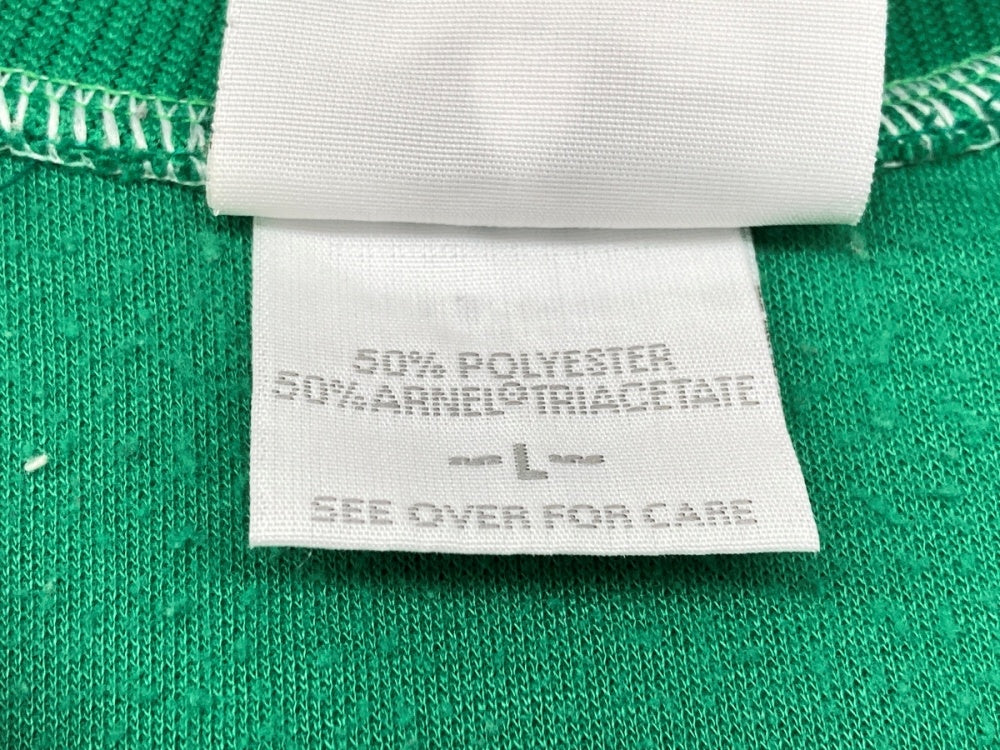 50% POLYESTER
50% ARNEL® TRIACETATE
~L~
SEE OVER FOR CARE